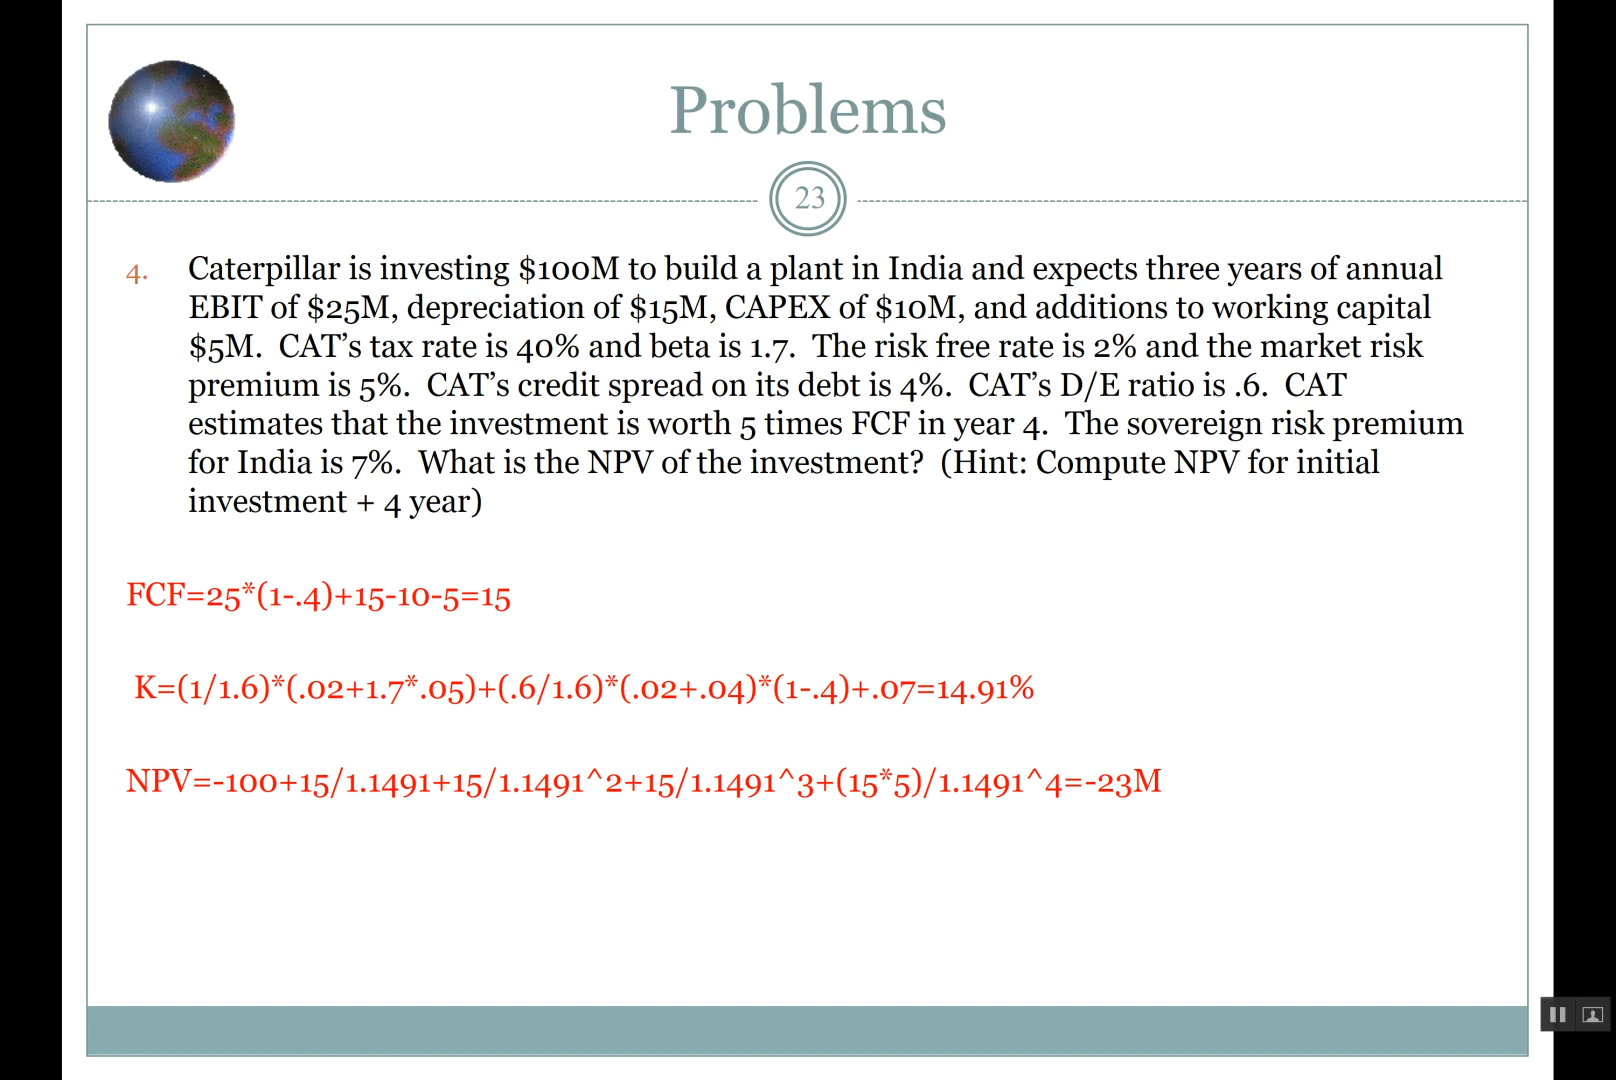 Problems
23
4. Caterpillar is investing $100M to build a plant in India and expects three years of annual
EBIT of $25M, depreciation of $15M, CAPEX of $10M, and additions to working capital
$5M.  CAT’s tax rate is 40% and beta is 1.7.  The risk free rate is 2% and the market risk
premium is 5%.  CAT’s credit spread on its debt is 4%.  CAT’s D/E ratio is .6.  CAT
estimates that the investment is worth 5 times FCF in year 4.  The sovereign risk premium
for India is 7%.  What is the NPV of the investment?  (Hint: Compute NPV for initial
investment + 4 year)
FCF=25*(1-.4)+15-10-5=15
K=(1/1.6)*(.02+1.7*.05)+(.6/1.6)*(.02+.04)*(1-.4)+.07=14.91%
NPV=-100+15/1.1491+15/1.1491^2+15/1.1491^3+(15*5)/1.1491^4=-23M